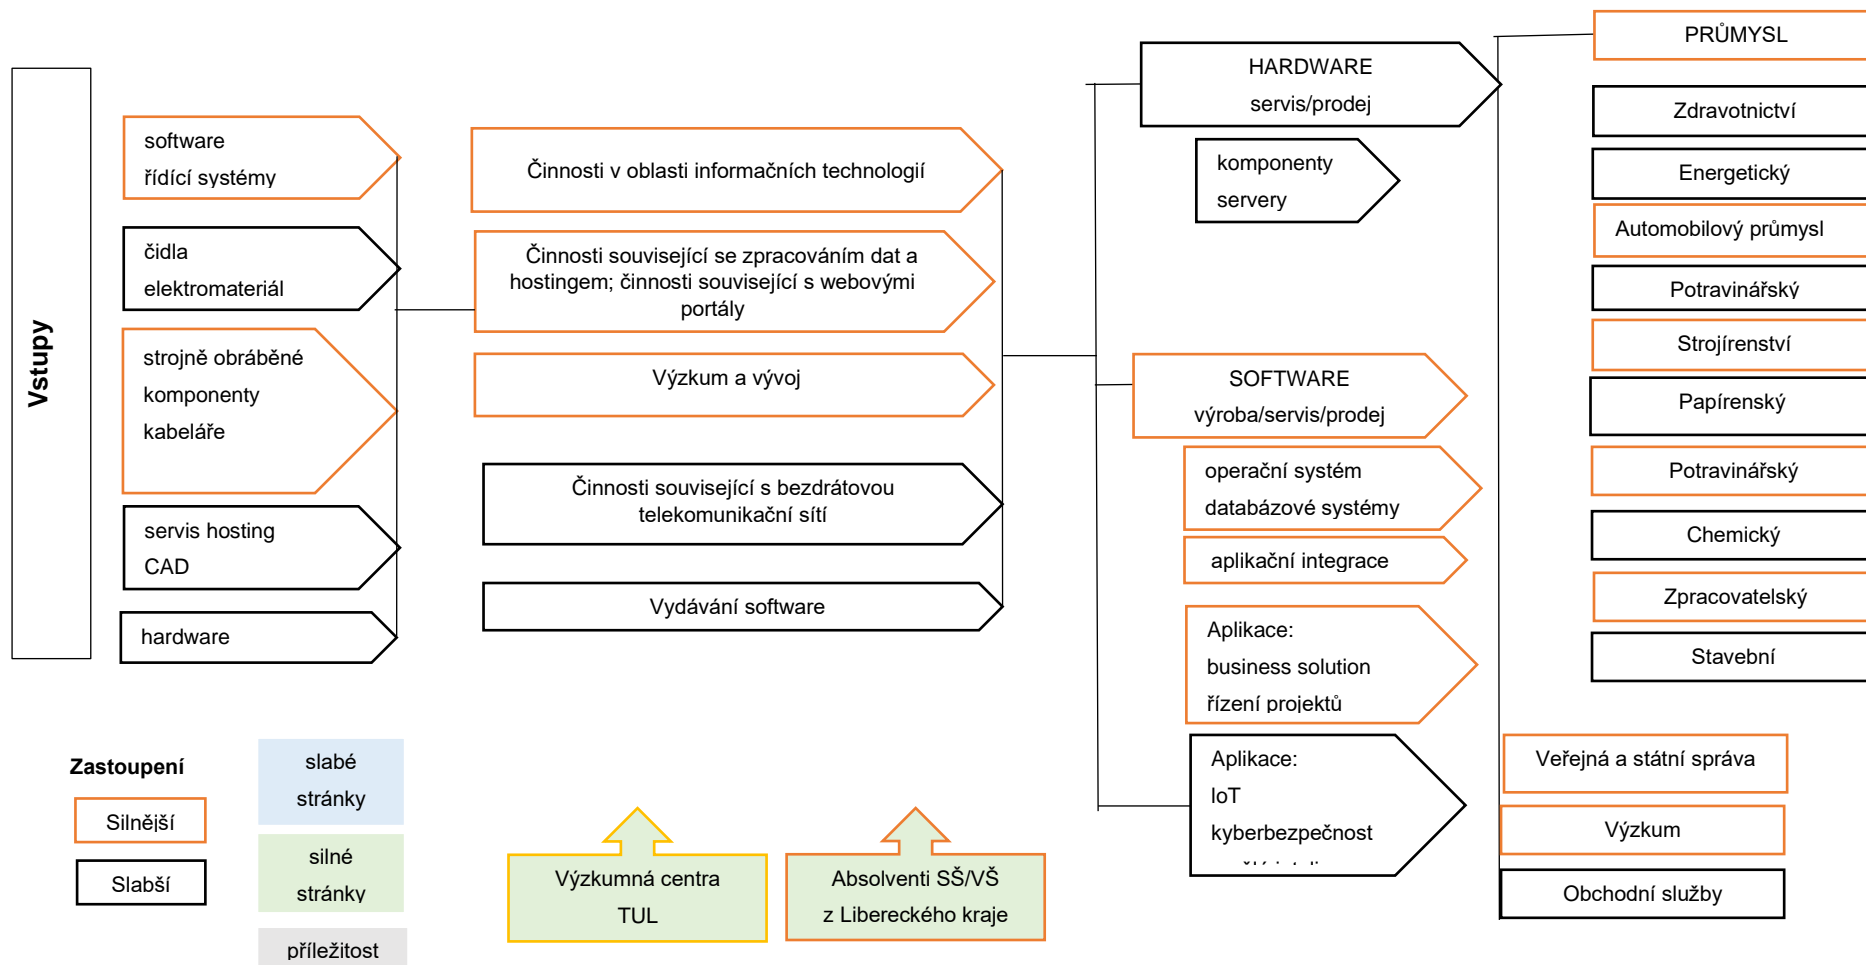 Vstupy
software
řídící systémy
čidla
elektromateriál
strojně obráběné
komponenty
kabeláře
servis hosting
CAD
hardware
Činnosti v oblasti informačních technologií
Činnosti související se zpracováním dat a
hostingem; činnosti související s webovými
portály
Výzkum a vývoj
Činnosti související s bezdrátovou
telekomunikační sítí
Vydávání software
HARDWARE
servis/prodej
komponenty
servery
SOFTWARE
výroba/servis/prodej
operační systém
databázové systémy
aplikační integrace
Aplikace:
business solution
řízení projektů
Aplikace:
IoT
kyberbezpečnost
PRŮMYSL
Zdravotnictví
Energetický
Automobilový průmysl
Potravinářský
Strojírenství
Papírenský
Potravinářský
Chemický
Zpracovatelský
Stavební
Veřejná a státní správa
Výzkum
Obchodní služby
Zastoupení
Silnější
Slabší
slabé
stránky
silné
stránky
příležitost
Výzkumná centra
TUL
Absolventi SŠ/VŠ
z Libereckého kraje